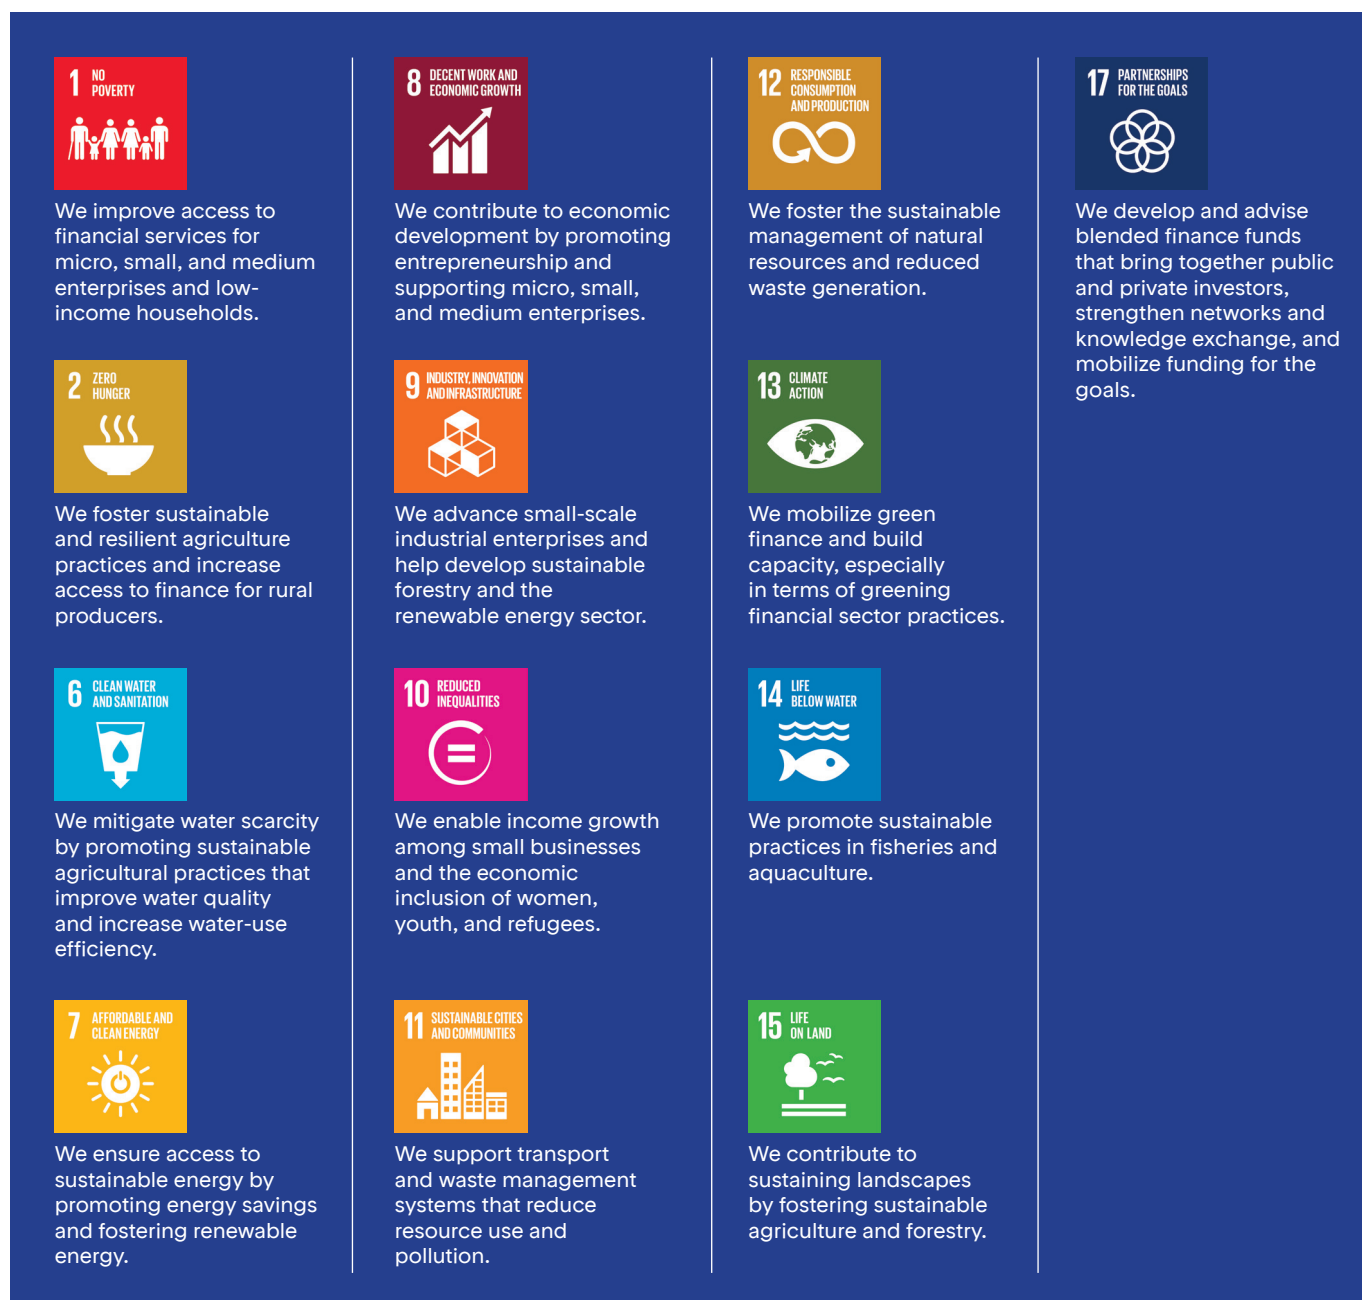 1 NO
POVERTY
We improve access to
financial services for
micro, small, and medium
enterprises and low-
income households.
2 ZERO
HUNGER
We foster sustainable
and resilient agriculture
practices and increase
access to finance for rural
producers.
6 CLEAN WATER
AND SANITATION
We mitigate water scarcity
by promoting sustainable
agricultural practices that
improve water quality
and increase water-use
efficiency.
7 AFFORDABLE AND
CLEAN ENERGY
We ensure access to
sustainable energy by
promoting energy savings
and fostering renewable
energy.
8 DECENT WORK AND
ECONOMIC GROWTH
We contribute to economic
development by promoting
entrepreneurship and
supporting micro, small,
and medium enterprises.
9 INDUSTRY, INNOVATION
AND INFRASTRUCTURE
We advance small-scale
industrial enterprises and
help develop sustainable
forestry and the
renewable energy sector.
10 REDUCED
INEQUALITIES
We enable income growth
among small businesses
and the economic
inclusion of women,
youth, and refugees.
11 SUSTAINABLE CITIES
AND COMMUNITIES
We support transport
and waste management
systems that reduce
resource use and
pollution.
12 RESPONSIBLE
CONSUMPTION
AND PRODUCTION
We foster the sustainable
management of natural
resources and reduced
waste generation.
13 CLIMATE
ACTION
We mobilize green
finance and build
capacity, especially
in terms of greening
financial sector practices.
14 LIFE
BELOW WATER
We promote sustainable
practices in fisheries and
aquaculture.
15 LIFE
ON LAND
We contribute to
sustaining landscapes
by fostering sustainable
agriculture and forestry.
17 PARTNERSHIPS
FOR THE GOALS
We develop and advise
blended finance funds
that bring together public
and private investors,
strengthen networks and
knowledge exchange, and
mobilize funding for the
goals.